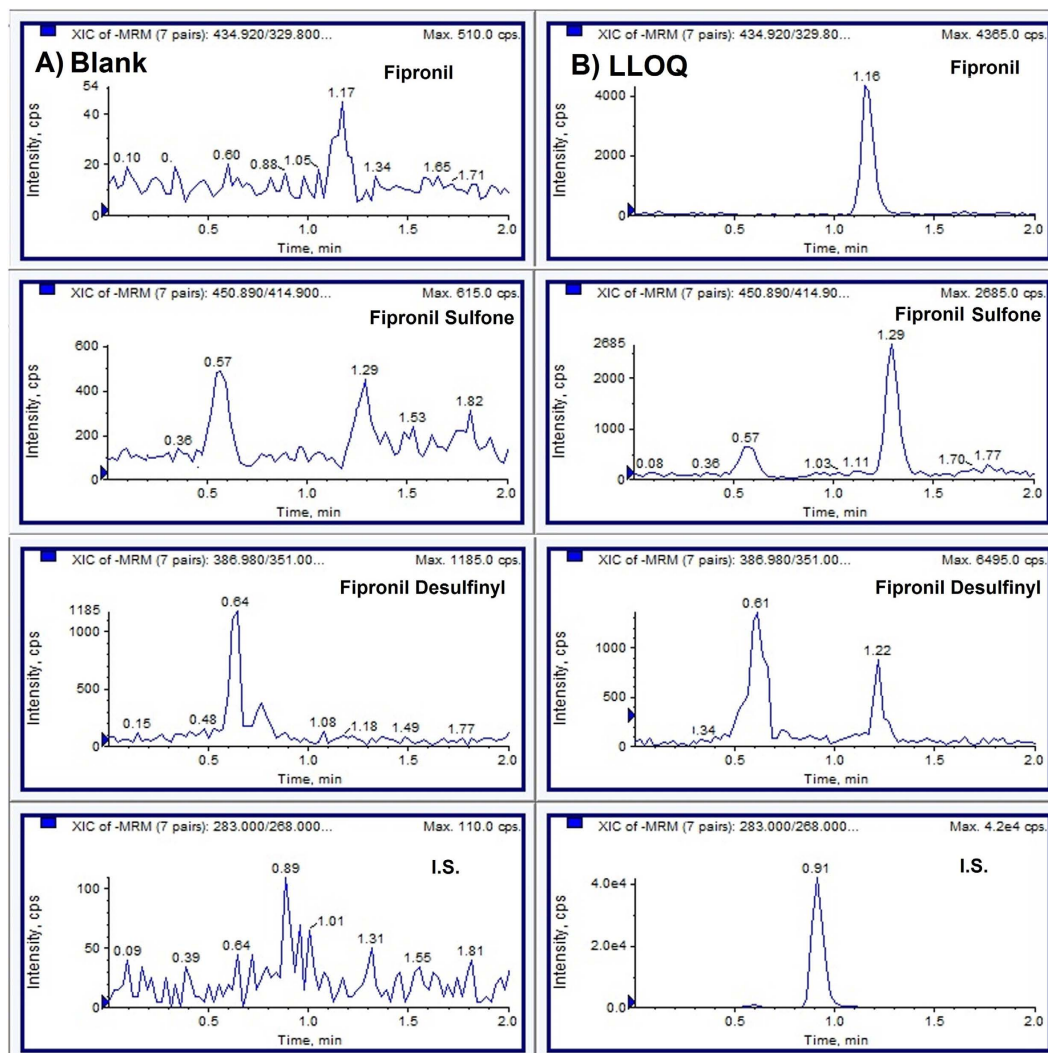 XIC of -MRM (7 pairs): 434.920/329.800... Max. 510.0 cps.
A) Blank
Fipronil
Intensity, cps
54
40
20
0
0.10
0.
0.60
0.88
1.05
1.17
1.34
1.65
1.71
0.5 1.0 1.5 2.0
Time, min
XIC of -MRM (7 pairs): 434.920/329.80... Max. 4365.0 cps.
B) LLOQ
Fipronil
Intensity, cps
4000
2000
0
1.16
0.5 1.0 1.5 2.0
Time, min
XIC of -MRM (7 pairs): 450.890/414.900... Max. 615.0 cps.
Fipronil Sulfone
Intensity, cps
600
400
200
0
0.36
0.57
1.29
1.53
1.82
0.5 1.0 1.5 2.0
Time, min
XIC of -MRM (7 pairs): 450.890/414.90... Max. 2685.0 cps.
Fipronil Sulfone
Intensity, cps
2685
2000
1000
0
0.08
0.36
0.57
1.03
1.11
1.29
1.70
1.77
0.5 1.0 1.5 2.0
Time, min
XIC of -MRM (7 pairs): 386.980/351.00... Max. 1185.0 cps.
Fipronil Desulfinyl
Intensity, cps
1185
1000
500
0
0.15
0.48
0.64
1.08
1.18
1.49
1.77
0.5 1.0 1.5 2.0
Time, min
XIC of -MRM (7 pairs): 386.980/351.00... Max. 6495.0 cps.
Fipronil Desulfinyl
Intensity, cps
1000
500
0
0.61
1.22
0.5 1.0 1.5 2.0
Time, min
XIC of -MRM (7 pairs): 283.000/268.000... Max. 110.0 cps.
I.S.
Intensity, cps
100
50
0
0.09
0.39
0.64
0.89
1.01
1.31
1.55
1.81
0.5 1.0 1.5 2.0
Time, min
XIC of -MRM (7 pairs): 283.000/268.000... Max. 4.2e4 cps.
I.S.
Intensity, cps
4.0e4
2.0e4
0.0
0.91
0.5 1.0 1.5 2.0
Time, min